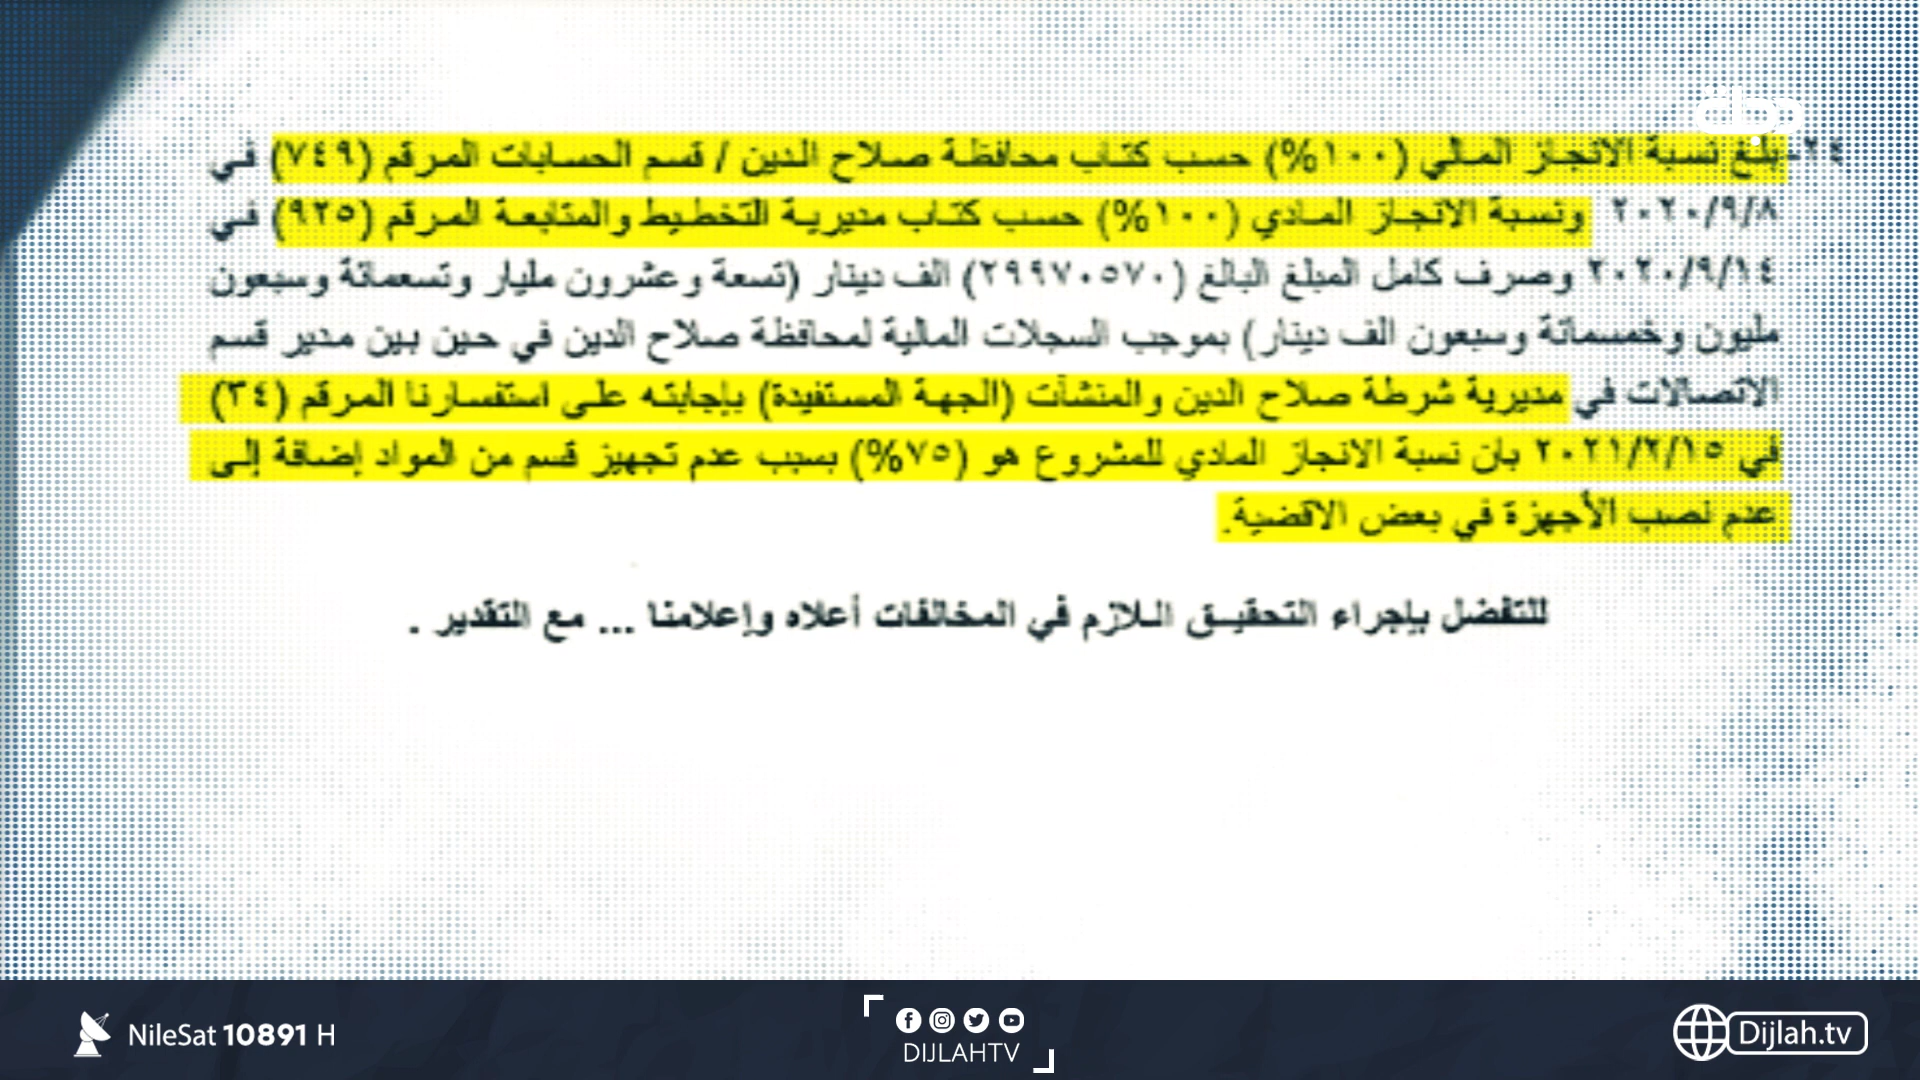 دجلة
٢٤-بلغ نسبة الانجاز المالي (١٠٠%) حسب كتاب محافظة صلاح الدين / قسم الحسابات المرقم (٧٤٩) في
٢٠٢٠/٩/٨ ونسبة الانجاز المادي (١٠٠%) حسب كتاب مديرية التخطيط والمتابعة المرقم (٩٢٥) في
٢٠٢٠/٩/١٤ وصرف كامل المبلغ البالغ (٢٩٩٧٠٥٧٠) الف دينار (تسعة وعشرون مليار وتسعمائة وسبعون
مليون وخمسمائة وسبعون الف دينار) بموجب السجلات المالية لمحافظة صلاح الدين في حين بين مدير قسم
الاتصالات في مديرية شرطة صلاح الدين والمنشآت (الجهة المستفيدة) بإجابته على استفسارنا المرقم (٣٤)
في ٢٠٢١/٢/١٥ بان نسبة الانجاز المادي للمشروع هو (٧٥%) بسبب عدم تجهيز قسم من المواد إضافة إلى
عدم نصب الأجهزة في بعض الاقضية.
للتفضل بإجراء التحقيق اللازم في المخالفات أعلاه وإعلامنا ... مع التقدير .
NileSat 10891 H
DIJLAHTV
Dijlah.tv